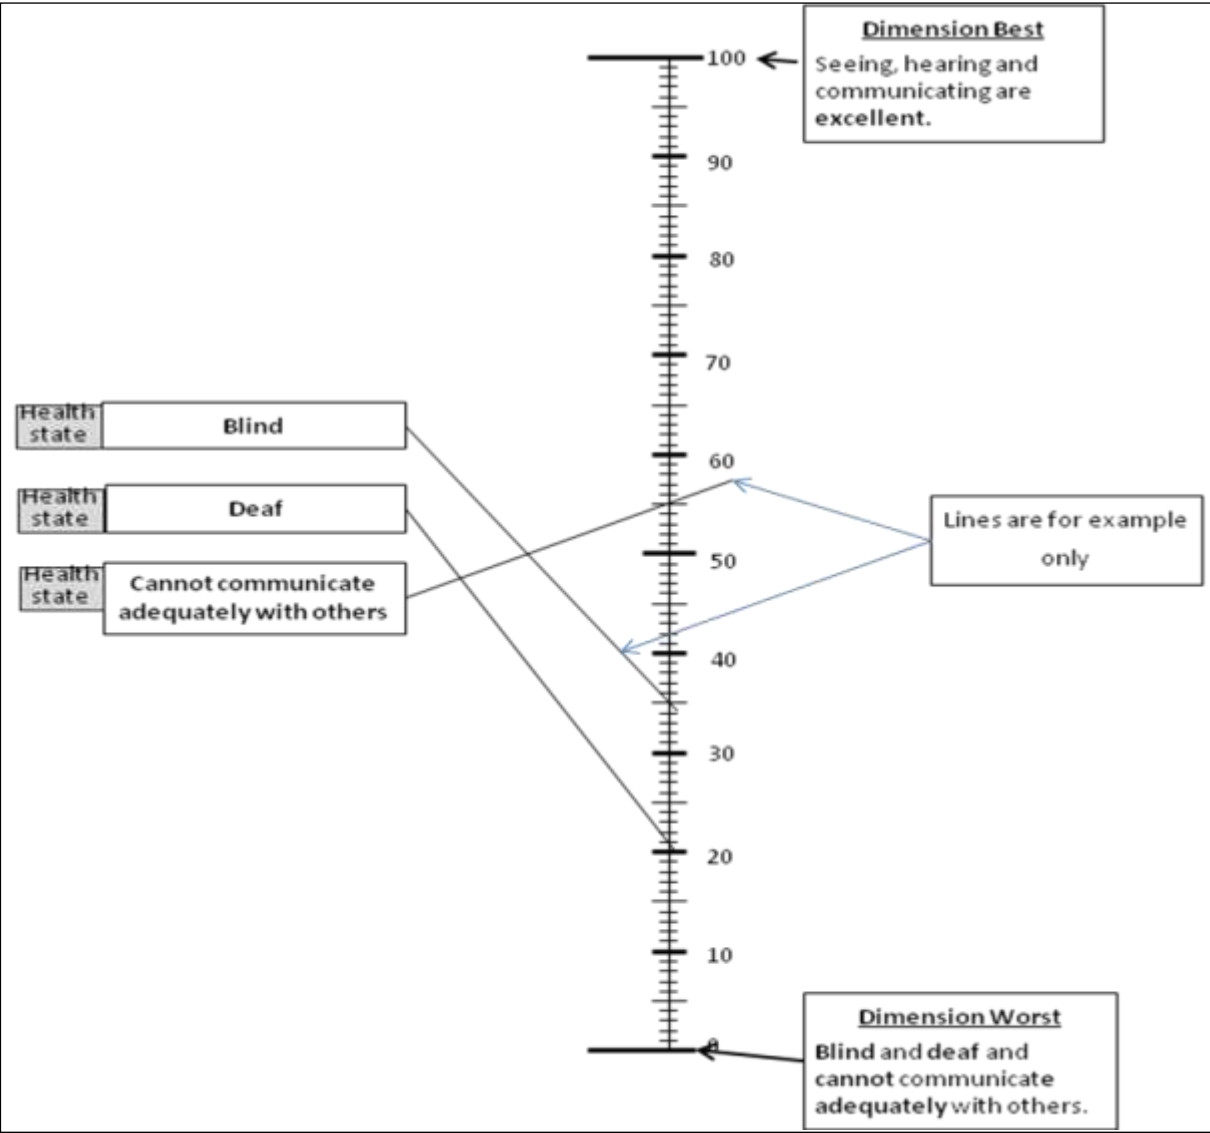 Dimension Best
Seeing, hearing and
communicating are
excellent.
100
90
80
70
60
50
40
30
20
10
0
Health
state
Blind
Health
state
Deaf
Health
state
Cannot communicate
adequately with others
Lines are for example
only
Dimension Worst
Blind and deaf and
cannot communicate
adequately with others.